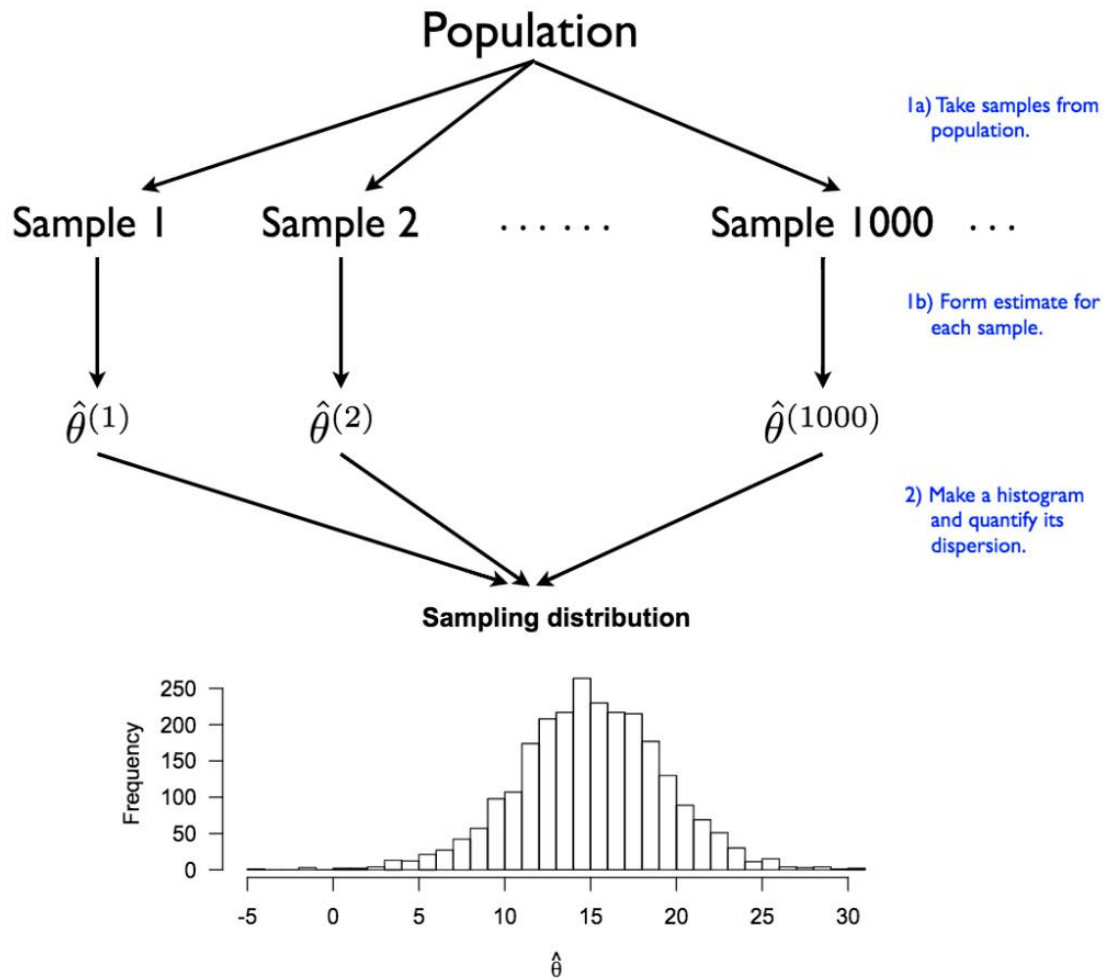 Population
1a) Take samples from
population.
Sample 1 Sample 2 ...... Sample 1000 ...
1b) Form estimate for
each sample.
θ̂⁽¹⁾ θ̂⁽²⁾ θ̂⁽¹⁰⁰⁰⁾
2) Make a histogram
and quantify its
dispersion.
Sampling distribution
Frequency
250
200
150
100
50
0
-5 0 5 10 15 20 25 30
θ̂